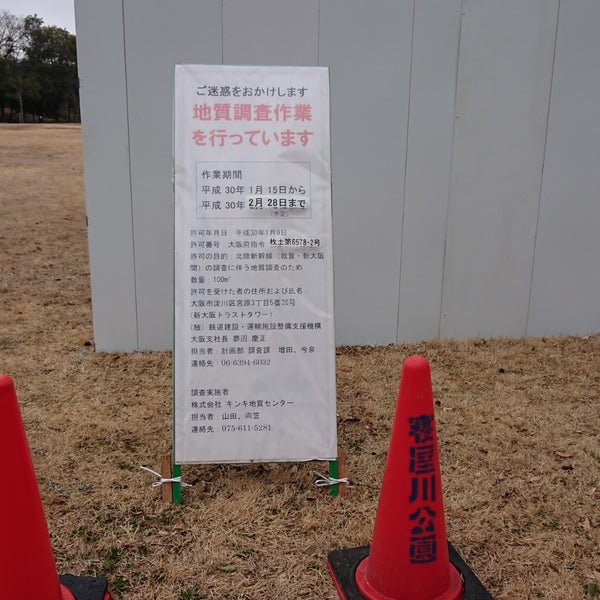 ご迷惑をおかけします
地質調査作業
を行っています
作業期間
平成 30年 1月 15日から
平成 30年 2月 28日まで
(予定)
許可年月日 平成30年1月9日
許可番号 大阪府指令 枚土第6578-2号
許可の目的 北陸新幹線（敦賀・新大阪
間）の調査に伴う地質調査のため
数量 100㎡
許可を受けた者の住所および氏名
大阪市淀川区宮原3丁目5番36号
（新大阪トラストタワー）
（独）鉄道建設・運輸施設整備支援機構
大阪支社長 夢沼 慶正
担当者 計画部 調査課 増田、今泉
連絡先 : 06-6394-6032
調査実施者
株式会社 キンキ地質センター
担当者 : 山田、向笠
連絡先 : 075-611-5281
寝屋川公園